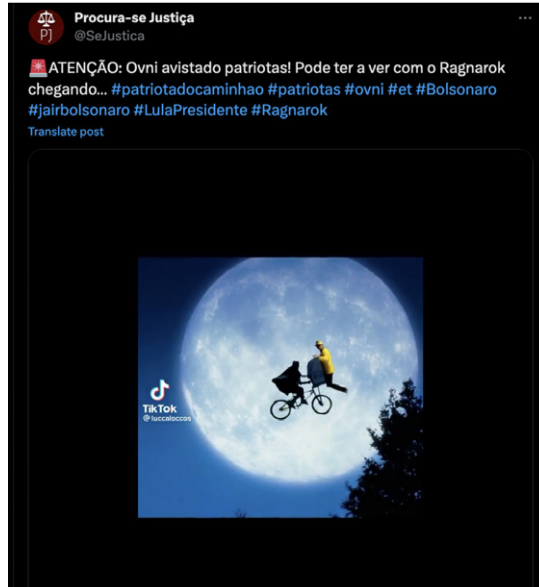 Procura-se Justiça
PJ
@SeJustica
🚨ATENÇÃO: Ovni avistado patriotas! Pode ter a ver com o Ragnarok
chegando... #patriotadocaminhao #patriotas #ovni #et #Bolsonaro
#jairbolsonaro #LulaPresidente #Ragnarok
Translate post
TikTok
@luccaloccos